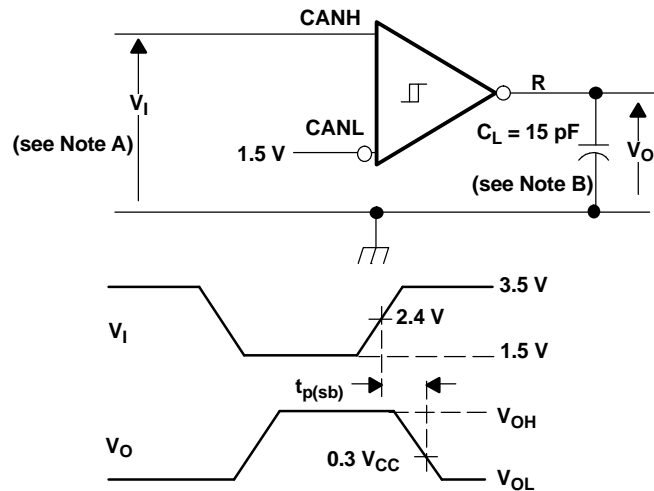 CANH
V_I
R
(see Note A)
CANL
1.5 V
C_L = 15 pF
V_O
(see Note B)
3.5 V
2.4 V
V_I
1.5 V
t_p(sb)
V_OH
V_O
0.3 V_CC
V_OL